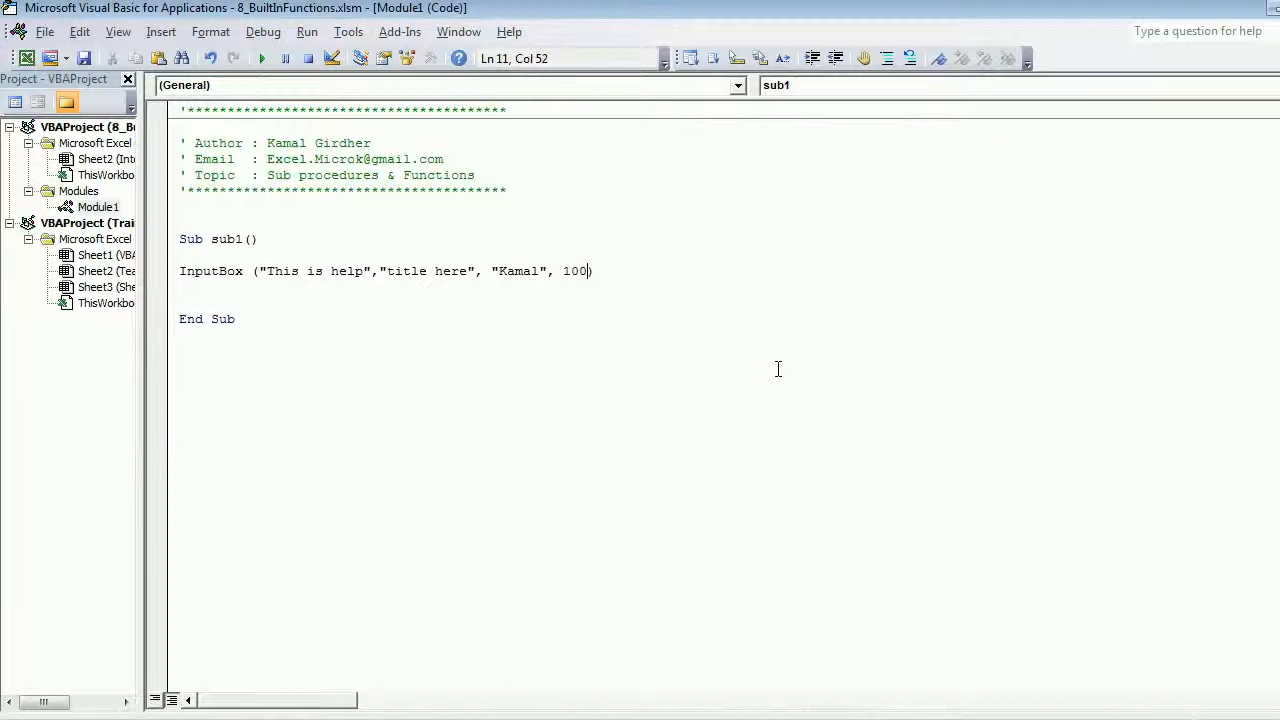 Microsoft Visual Basic for Applications - 8_BuiltInFunctions.xlsm - [Module1 (Code)]
File Edit View Insert Format Debug Run Tools Add-Ins Window Help
Type a question for help
Ln 11, Col 52
Project - VBAProject
(General)
sub1
VBAProject (8_Bu
Microsoft Excel
Sheet2 (Int
ThisWorkbo
Modules
Module1
VBAProject (Trai
Microsoft Excel
Sheet1 (VBA
Sheet2 (Tea
Sheet3 (She
ThisWorkbo
'****************************************
' Author : Kamal Girdher
' Email : Excel.Microk@gmail.com
' Topic : Sub procedures & Functions
'****************************************
Sub sub1()
InputBox ("This is help","title here", "Kamal", 100)
End Sub